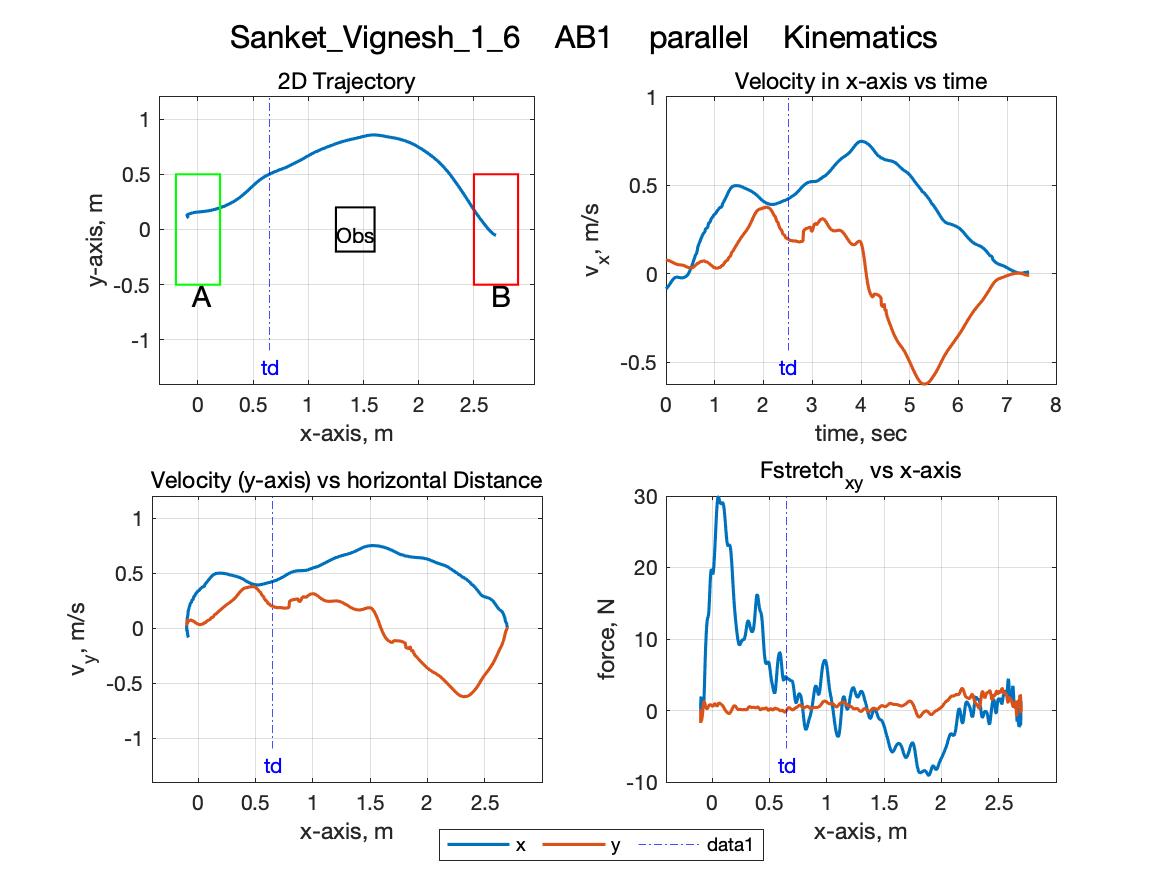 Sanket_Vignesh_1_6 AB1 parallel Kinematics
2D Trajectory
1
0.5
0
-0.5
-1
y-axis, m
Obs
A
B
td
0 0.5 1 1.5 2 2.5
x-axis, m
Velocity in x-axis vs time
1
0.5
0
-0.5
v_x, m/s
td
0 1 2 3 4 5 6 7 8
time, sec
Velocity (y-axis) vs horizontal Distance
1
0.5
0
-0.5
-1
v_y, m/s
td
0 0.5 1 1.5 2 2.5
x-axis, m
Fstretch_xy vs x-axis
30
20
10
0
-10
force, N
td
0 0.5 1 1.5 2 2.5
x-axis, m
x y data1